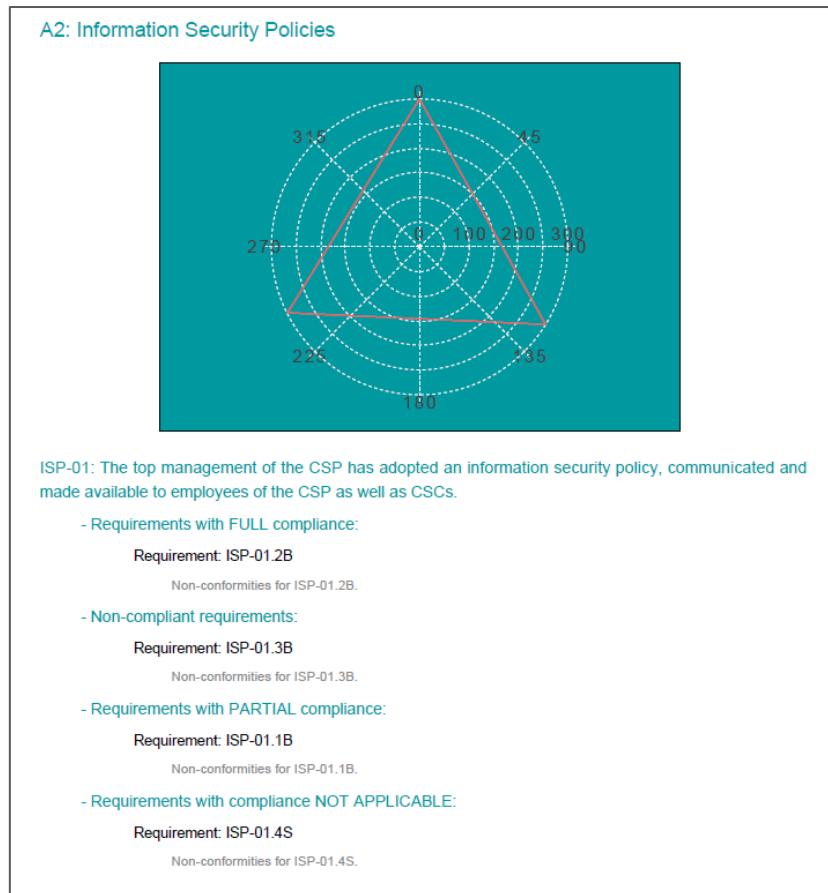 A2: Information Security Policies
0
315
45
0 100 200 300
270
90
225
135
180
ISP-01: The top management of the CSP has adopted an information security policy, communicated and
made available to employees of the CSP as well as CSCs.
- Requirements with FULL compliance:
Requirement: ISP-01.2B
Non-conformities for ISP-01.2B.
- Non-compliant requirements:
Requirement: ISP-01.3B
Non-conformities for ISP-01.3B.
- Requirements with PARTIAL compliance:
Requirement: ISP-01.1B
Non-conformities for ISP-01.1B.
- Requirements with compliance NOT APPLICABLE:
Requirement: ISP-01.4S
Non-conformities for ISP-01.4S.